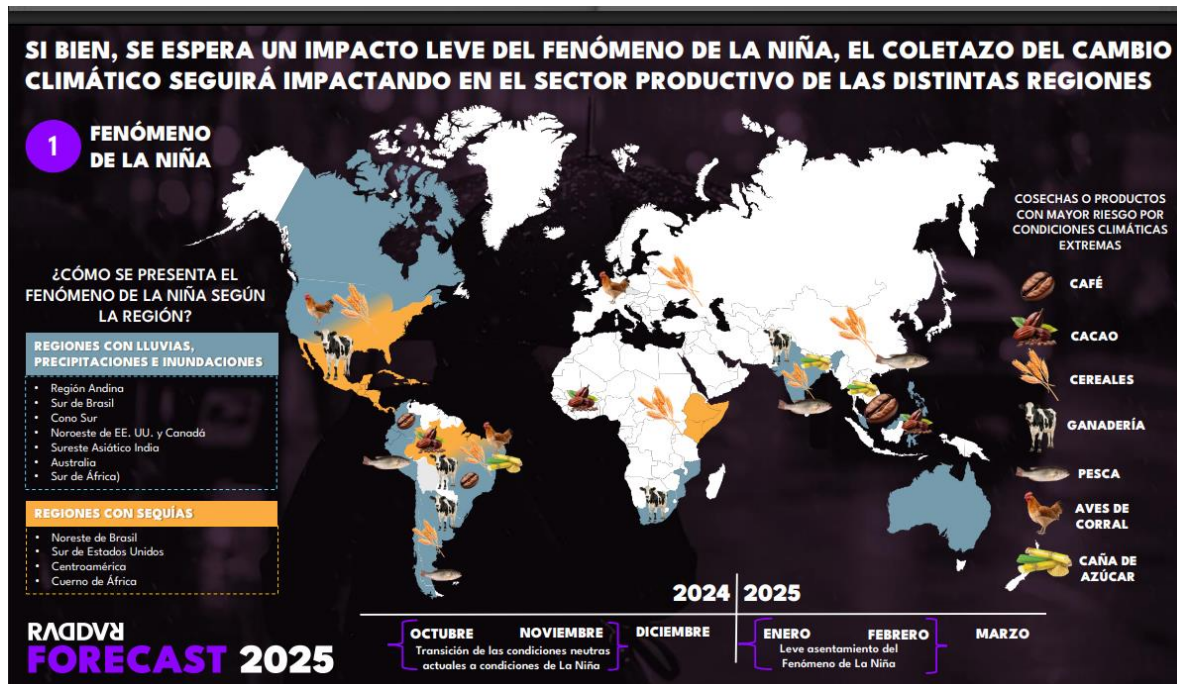 SI BIEN, SE ESPERA UN IMPACTO LEVE DEL FENÓMENO DE LA NIÑA, EL COLETAZO DEL CAMBIO
CLIMÁTICO SEGUIRÁ IMPACTANDO EN EL SECTOR PRODUCTIVO DE LAS DISTINTAS REGIONES
1
FENÓMENO
DE LA NIÑA
¿CÓMO SE PRESENTA EL
FENÓMENO DE LA NIÑA SEGÚN
LA REGIÓN?
REGIONES CON LLUVIAS,
PRECIPITACIONES E INUNDACIONES
• Región Andina
• Sur de Brasil
• Cono Sur
• Noroeste de EE. UU. y Canadá
• Sureste Asiático India
• Australia
• Sur de África)
REGIONES CON SEQUÍAS
• Noreste de Brasil
• Sur de Estados Unidos
• Centroamérica
• Cuerno de África
COSECHAS O PRODUCTOS
CON MAYOR RIESGO POR
CONDICIONES CLIMÁTICAS
EXTREMAS
CAFÉ
CACAO
CEREALES
GANADERÍA
PESCA
AVES DE
CORRAL
CAÑA DE
AZÚCAR
2024 2025
OCTUBRE NOVIEMBRE DICIEMBRE ENERO FEBRERO MARZO
Transición de las condiciones neutras
actuales a condiciones de La Niña
Leve asentamiento del
Fenómeno de La Niña
RADDAR
FORECAST 2025